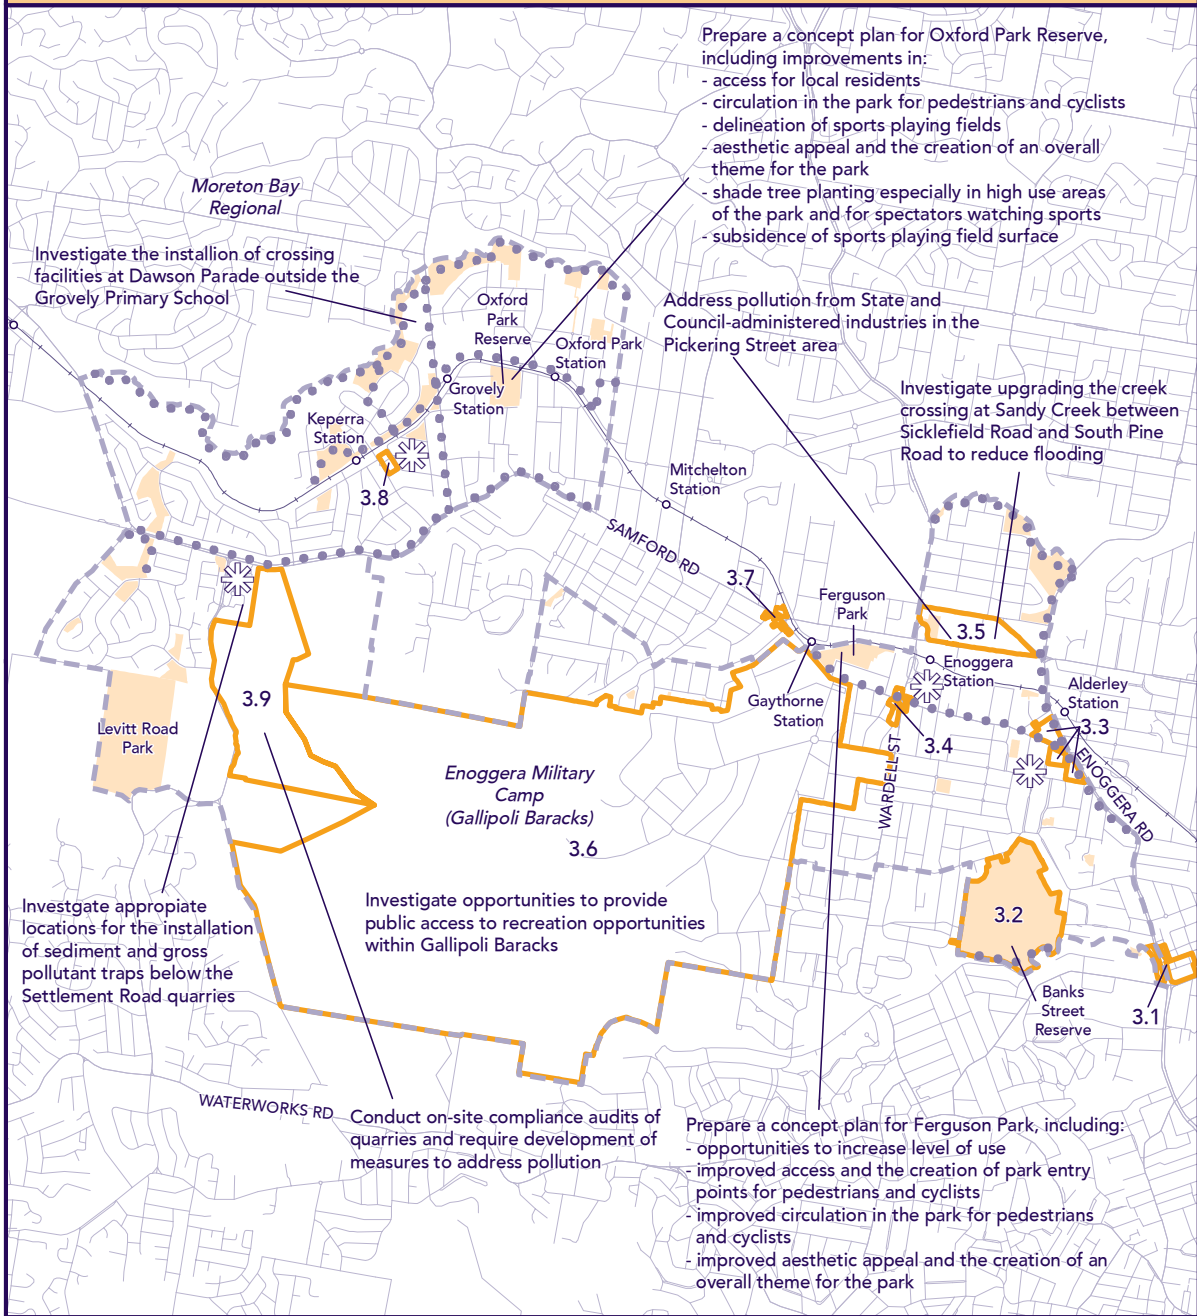 Prepare a concept plan for Oxford Park Reserve,
including improvements in:
- access for local residents
- circulation in the park for pedestrians and cyclists
- delineation of sports playing fields
- aesthetic appeal and the creation of an overall
theme for the park
- shade tree planting especially in high use areas
of the park and for spectators watching sports
- subsidence of sports playing field surface
Moreton Bay
Regional
Investigate the installion of crossing
facilities at Dawson Parade outside the
Grovely Primary School
Oxford
Park
Reserve
Oxford Park
Station
Address pollution from State and
Council-administered industries in the
Pickering Street area
Investigate upgrading the creek
crossing at Sandy Creek between
Sicklefield Road and South Pine
Road to reduce flooding
Grovely
Station
Keperra
Station
3.8
Mitchelton
Station
SAMFORD RD
3.7
Ferguson
Park
3.5
Enoggera
Station
Gaythorne
Station
Alderley
Station
3.3
3.4
3.9
Levitt Road
Park
WARDELL ST
ENOGGERA RD
Enoggera Military
Camp
(Gallipoli Baracks)
3.6
Investigate opportunities to provide
public access to recreation opportunities
within Gallipoli Baracks
3.2
Banks
Street
Reserve
3.1
Investgate appropiate
locations for the installation
of sediment and gross
pollutant traps below the
Settlement Road quarries
WATERWORKS RD
Conduct on-site compliance audits of
quarries and require development of
measures to address pollution
Prepare a concept plan for Ferguson Park, including:
- opportunities to increase level of use
- improved access and the creation of park entry
points for pedestrians and cyclists
- improved circulation in the park for pedestrians
and cyclists
- improved aesthetic appeal and the creation of an
overall theme for the park